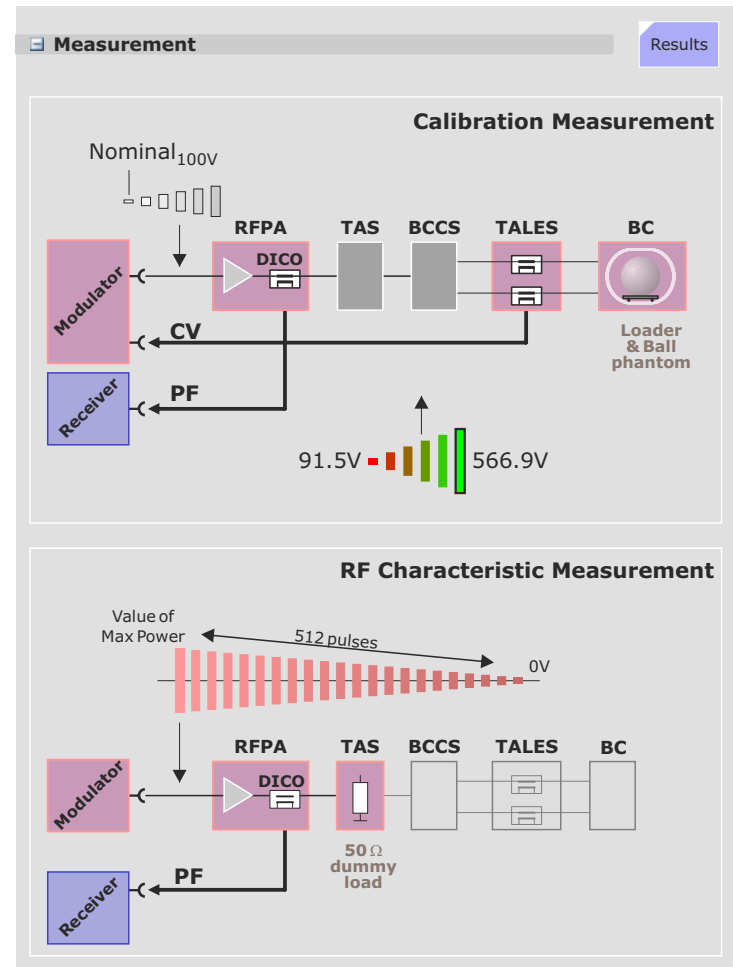 Measurement
Results
Calibration Measurement
Nominal100V
RFPA TAS BCCS TALES BC
DICO
Modulator
CV
Loader
& Ball
phantom
PF
Receiver
91.5V 566.9V
RF Characteristic Measurement
Value of
Max Power
512 pulses
0V
RFPA TAS BCCS TALES BC
DICO
Modulator
50 Ω
dummy
load
PF
Receiver